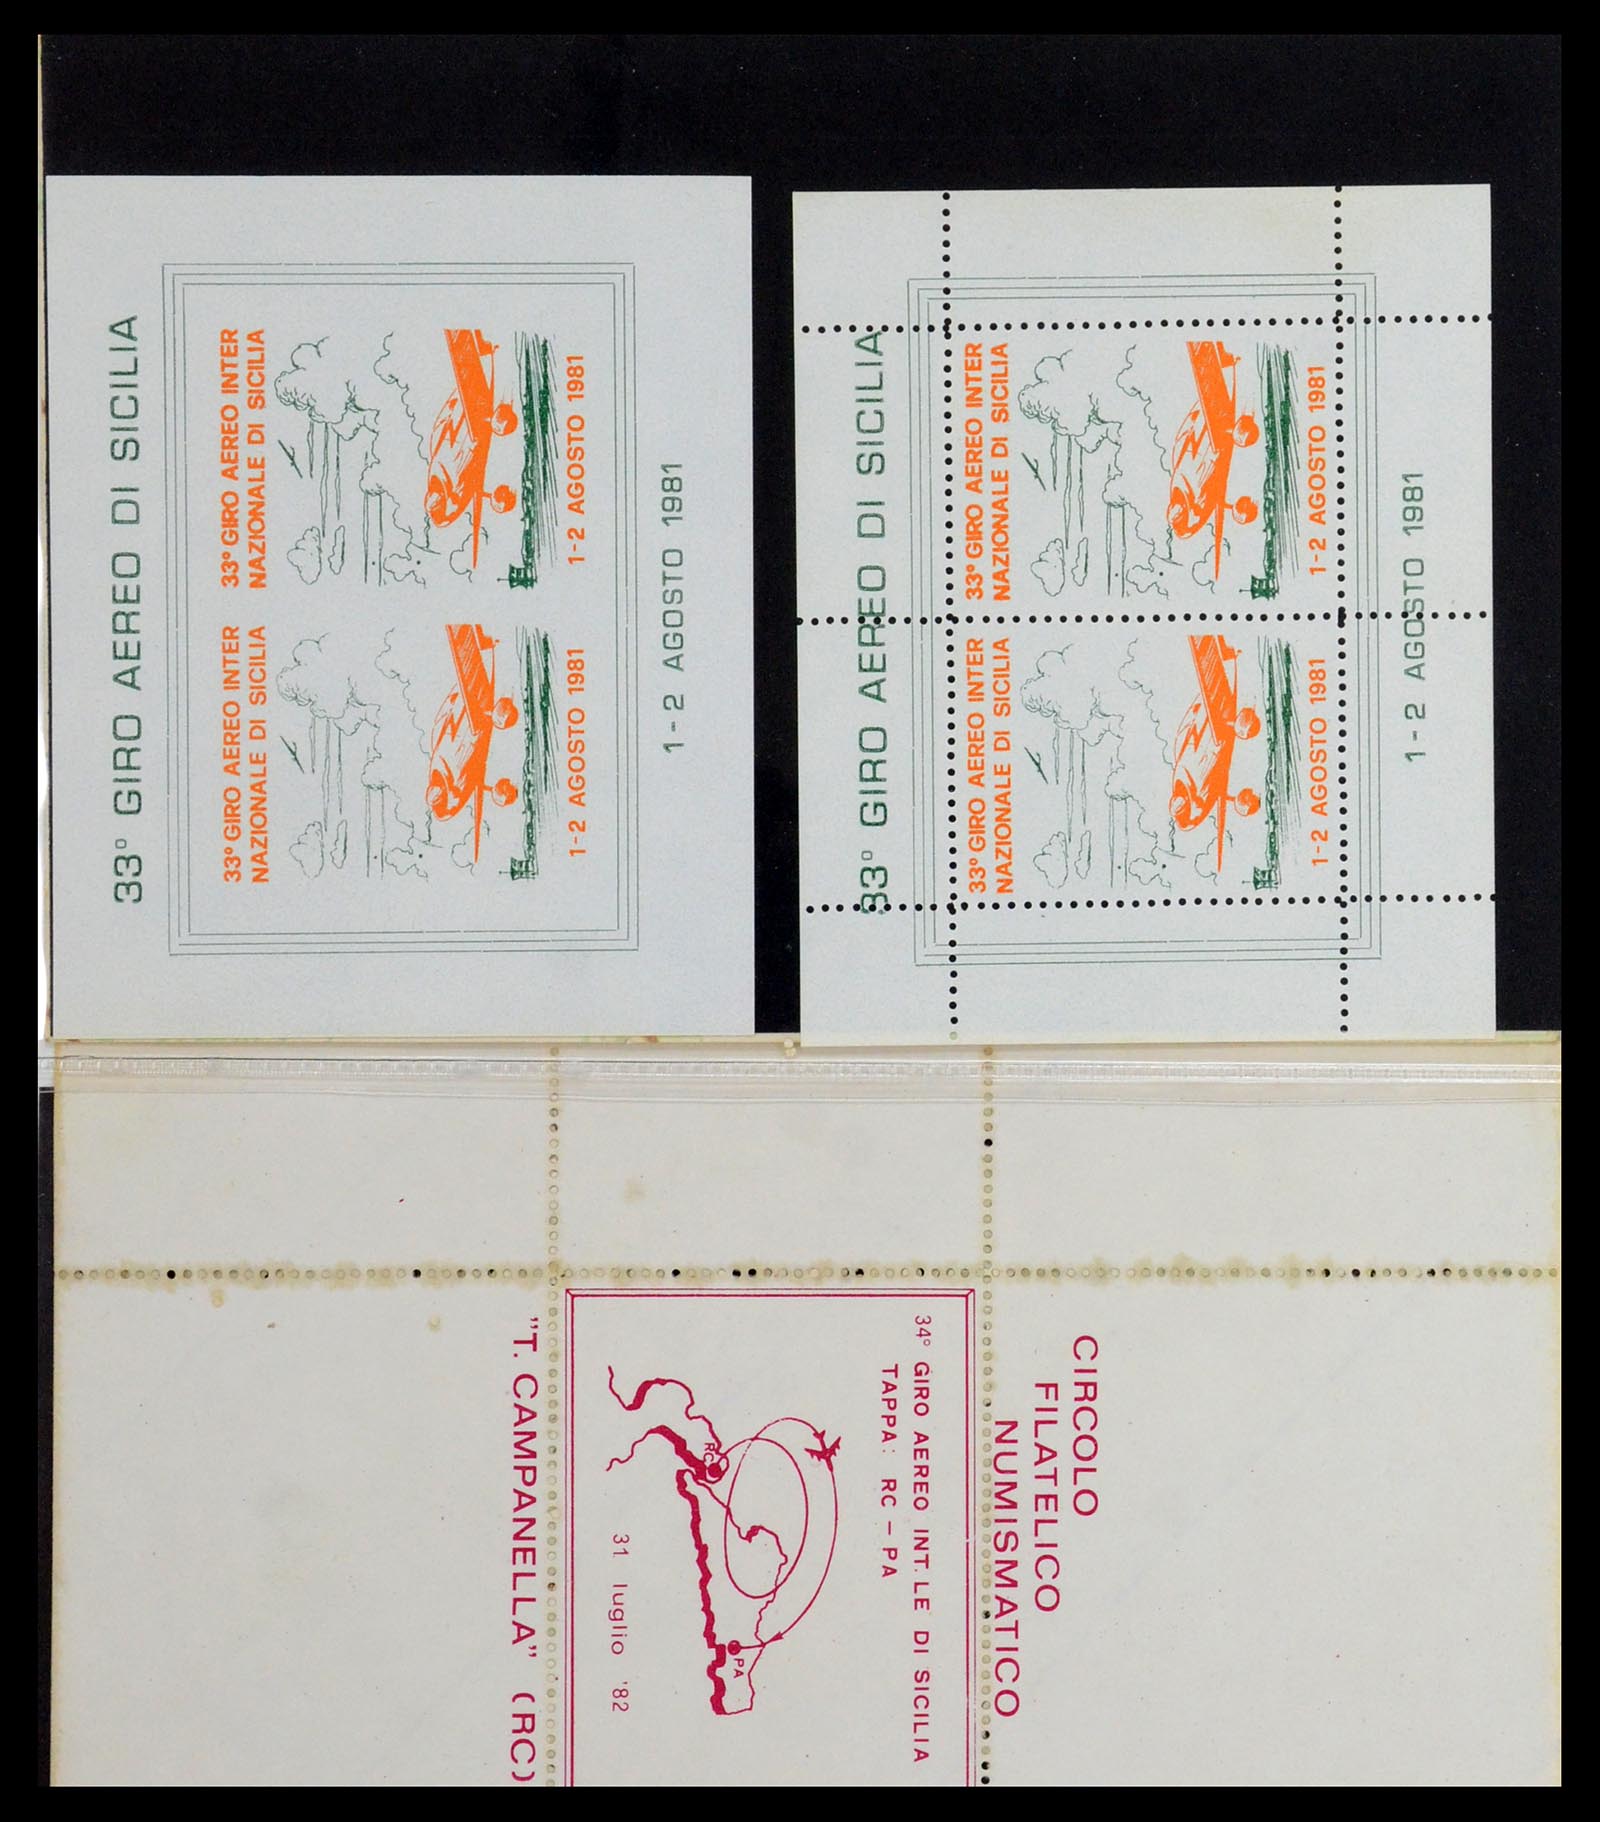 33° GIRO AEREO DI SICILIA
33° GIRO AEREO INTER
NAZIONALE DI SICILIA
1-2 AGOSTO 1981
33° GIRO AEREO INTER
NAZIONALE DI SICILIA
1-2 AGOSTO 1981
1-2 AGOSTO 1981
33° GIRO AEREO DI SICILIA
33° GIRO AEREO INTER
NAZIONALE DI SICILIA
1-2 AGOSTO 1981
33° GIRO AEREO INTER
NAZIONALE DI SICILIA
1-2 AGOSTO 1981
1-2 AGOSTO 1981
CIRCOLO
FILATELICO
NUMISMATICO
34° GIRO AEREO INT.LE DI SICILIA
TAPPA: RC - PA
RC
PA
31 luglio '82
"T. CAMPANELLA" (RC)